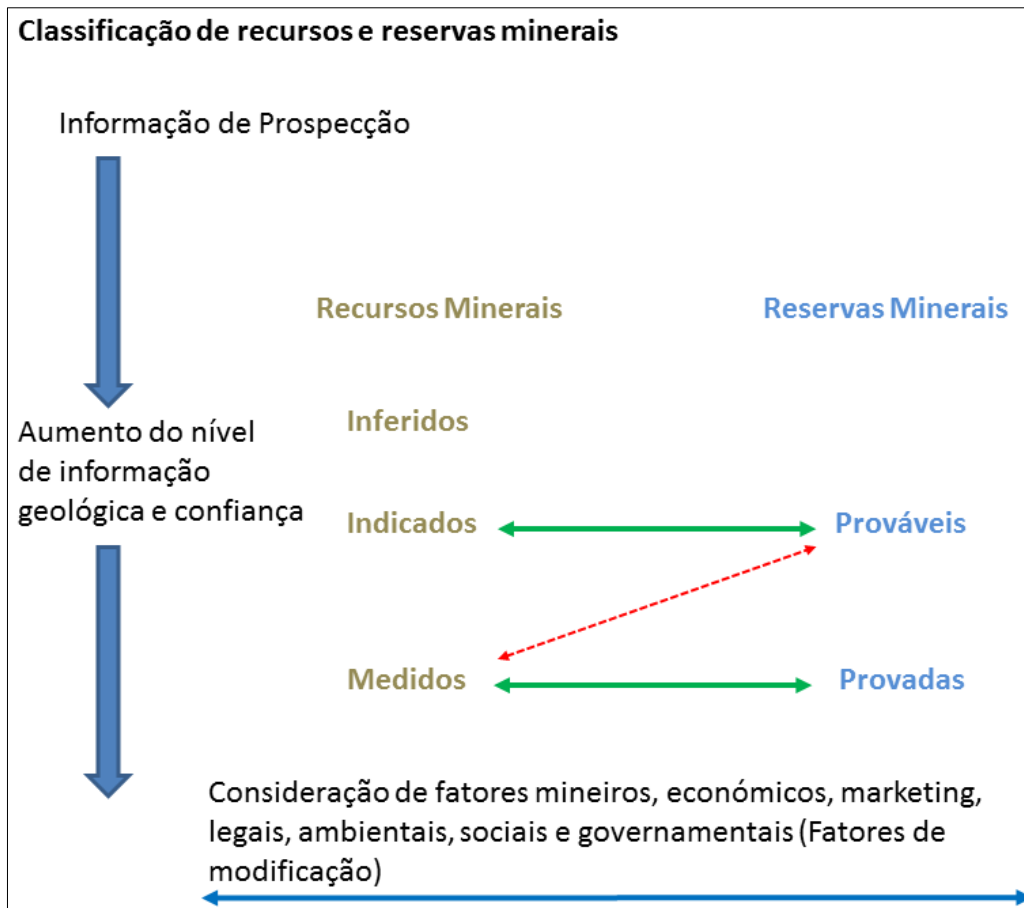 Classificação de recursos e reservas minerais
Informação de Prospecção
Recursos Minerais
Reservas Minerais
Aumento do nível
de informação
geológica e confiança
Inferidos
Indicados
Prováveis
Medidos
Provadas
Consideração de fatores mineiros, económicos, marketing,
legais, ambientais, sociais e governamentais (Fatores de
modificação)